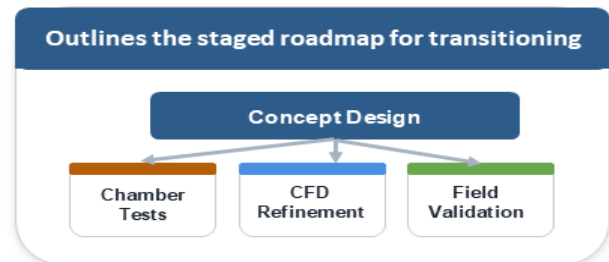 Outlines the staged roadmap for transitioning
Concept Design
Chamber
Tests
CFD
Refinement
Field
Validation